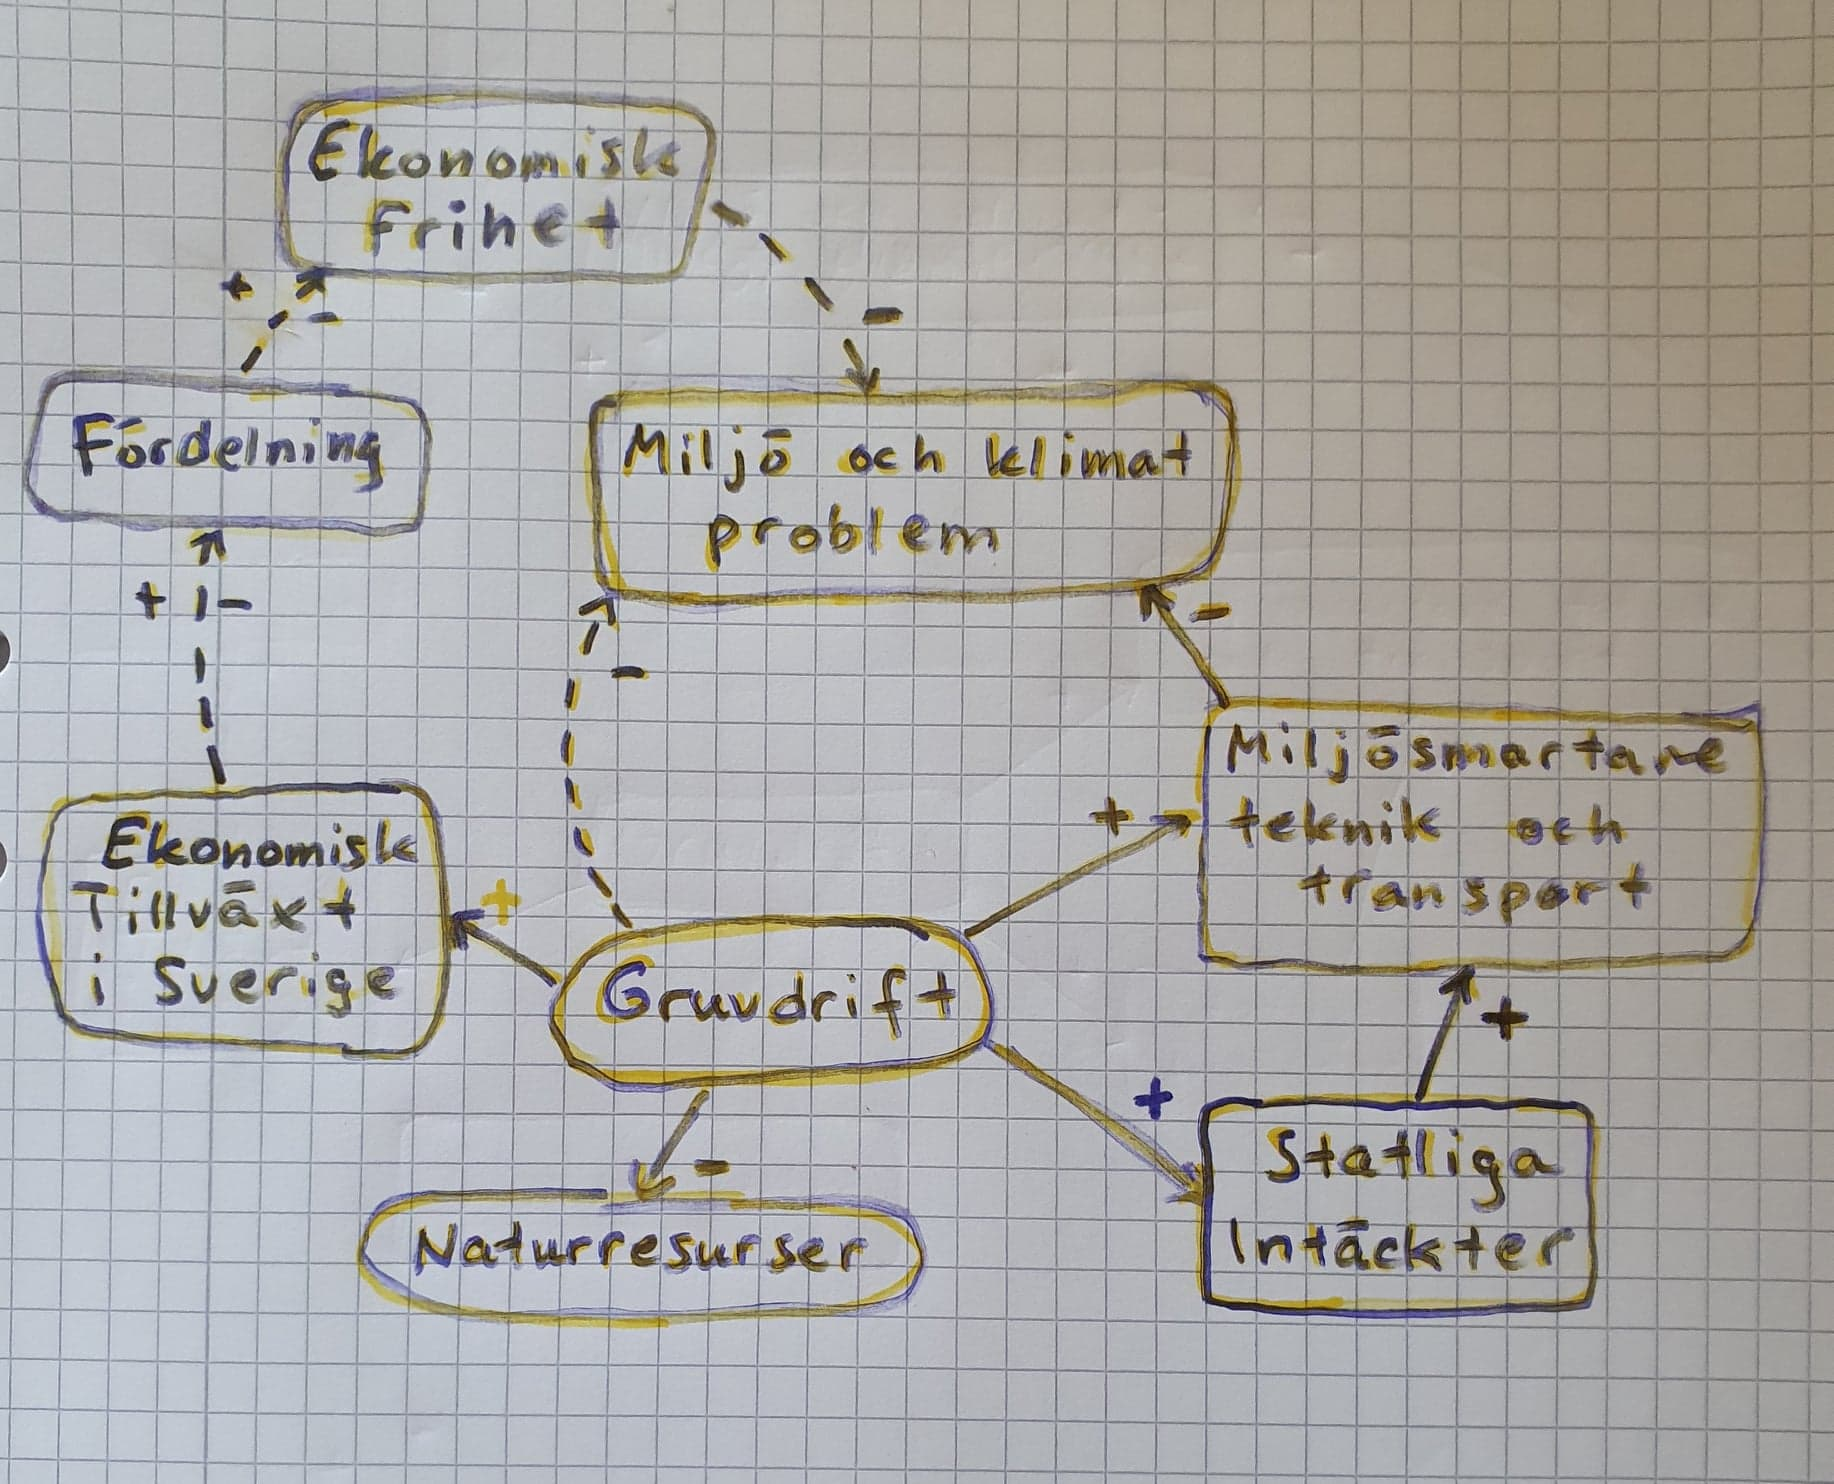 Ekonomisk
frihet
+
-
-
Fördelning
Miljö och klimat
problem
+ -
-
-
Miljösmartare
teknik och
transport
+
Ekonomisk
Tillväxt
i Sverige
+
Gruvdrift
+
+
-
Statliga
Intäckter
Naturresurser